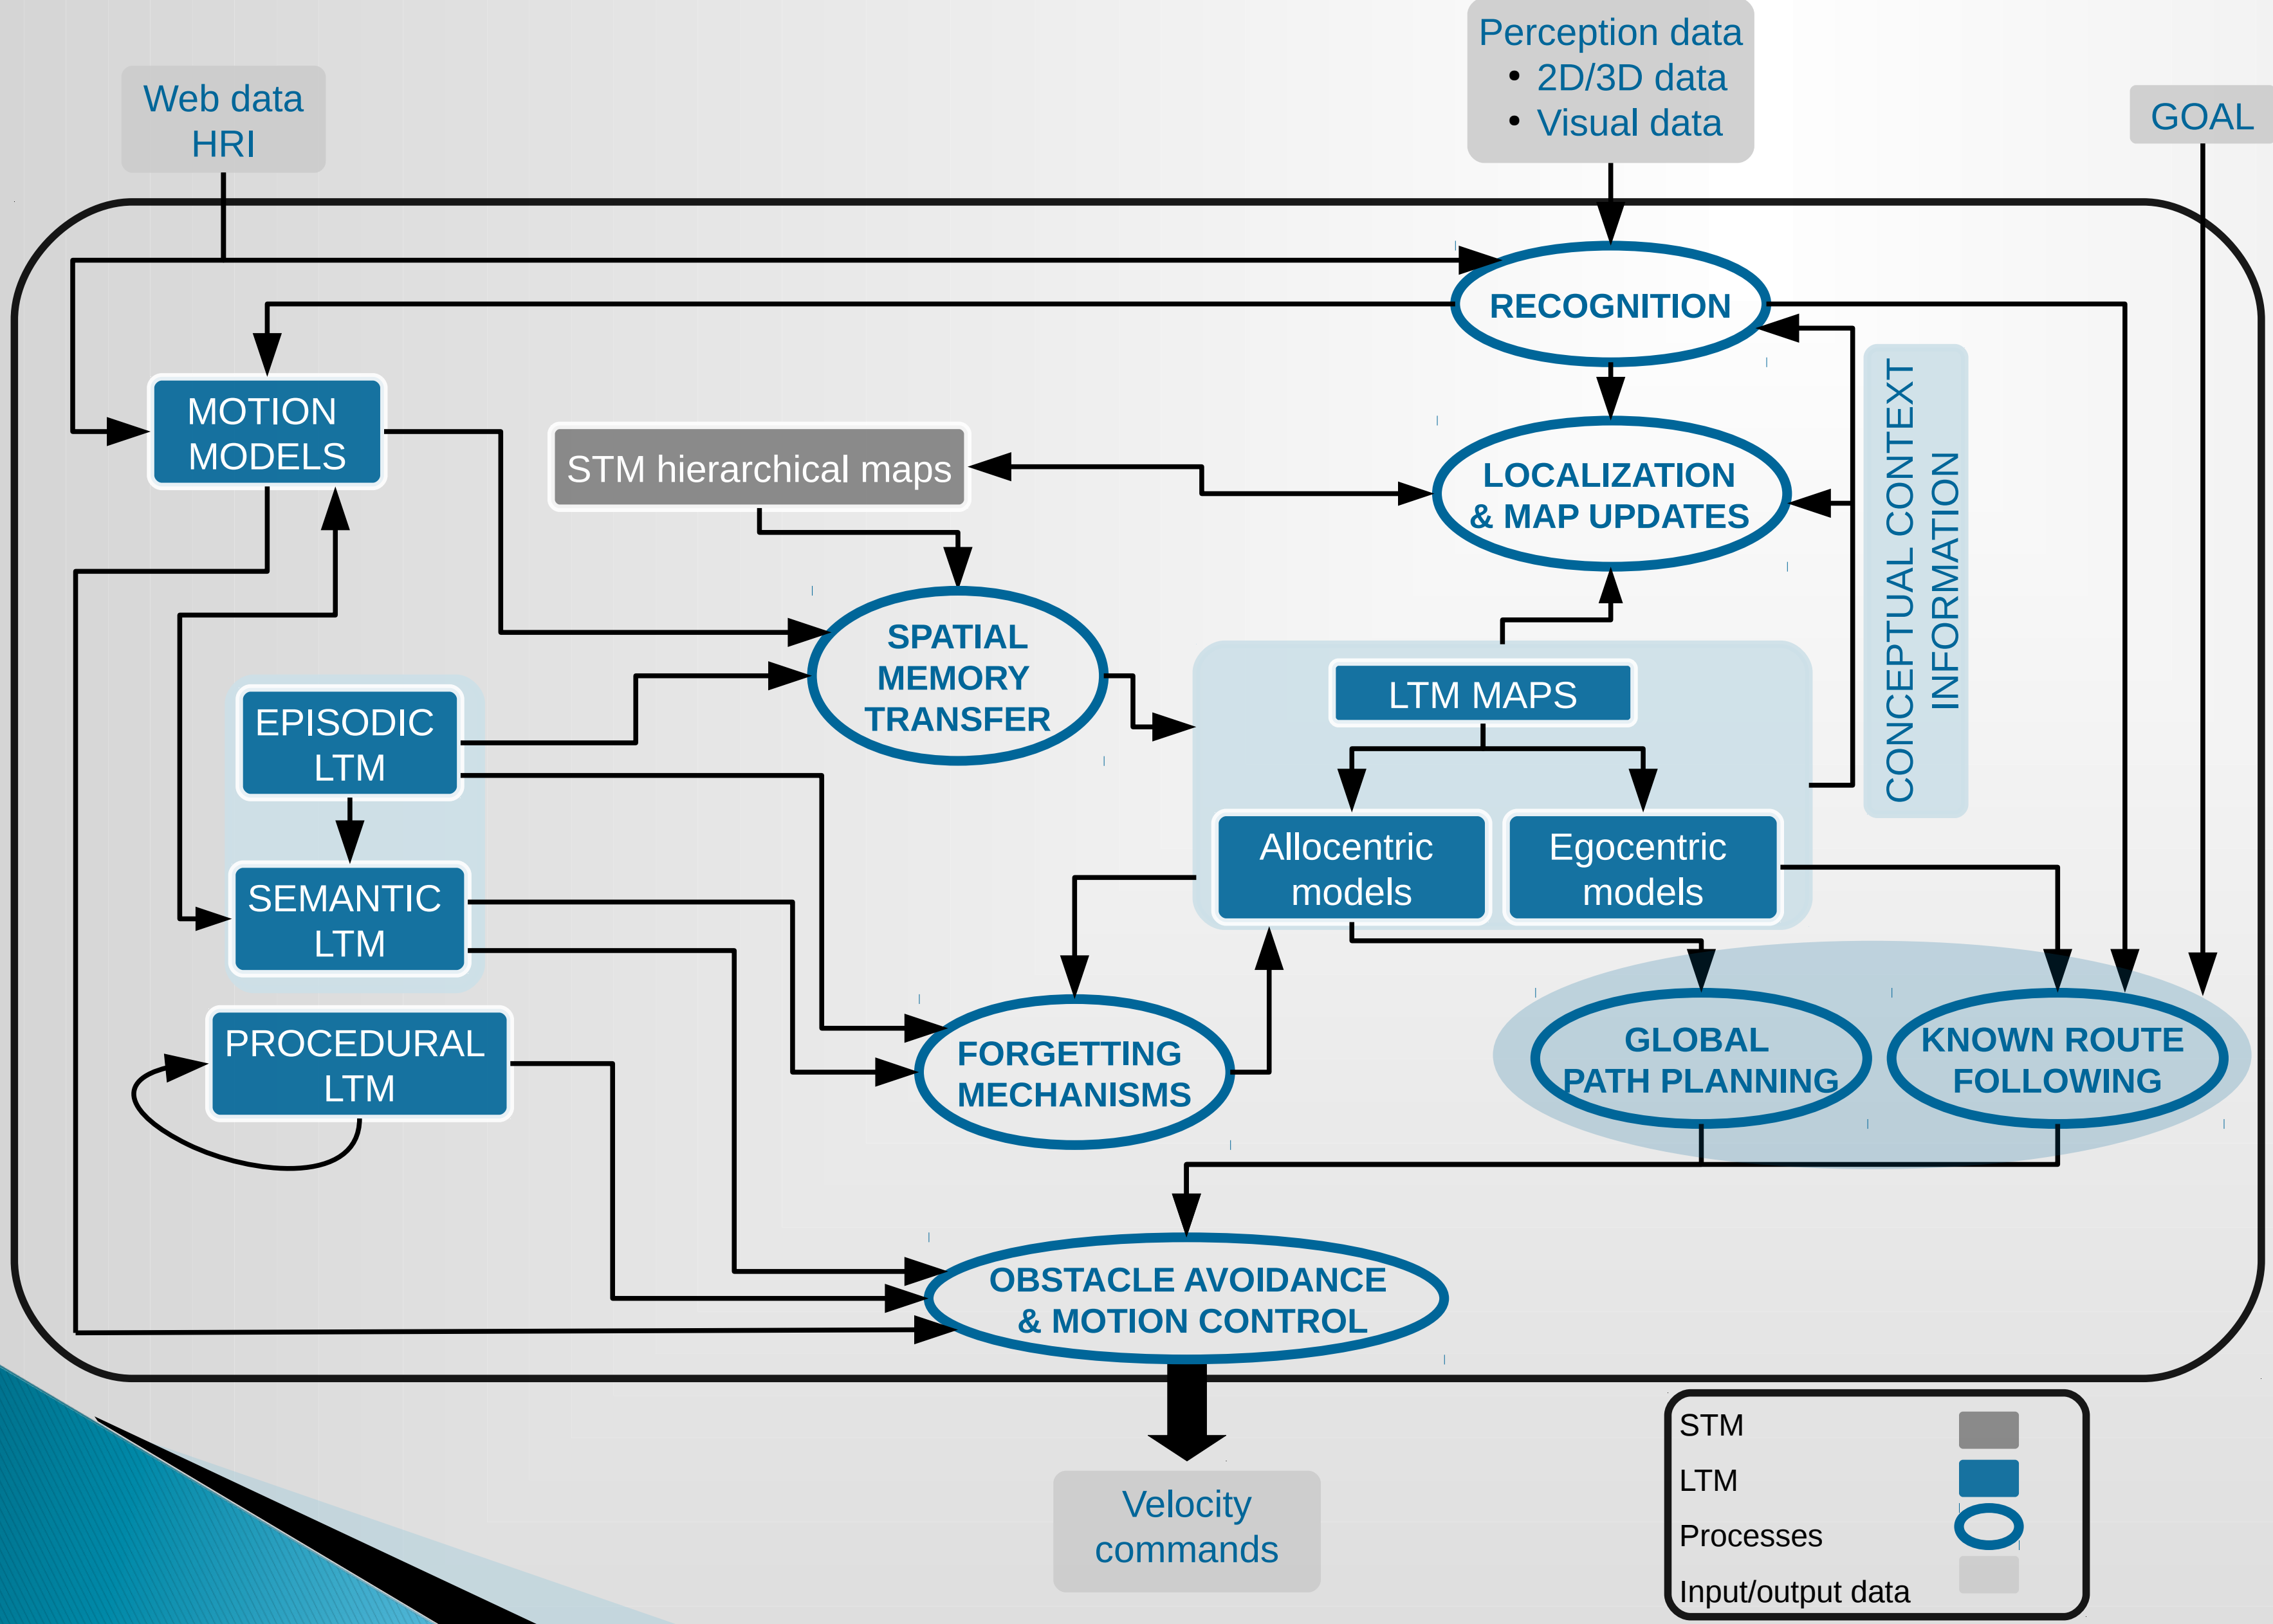 Perception data
• 2D/3D data
• Visual data
Web data
HRI
GOAL
RECOGNITION
MOTION
MODELS
STM hierarchical maps
LOCALIZATION
& MAP UPDATES
CONCEPTUAL CONTEXT
INFORMATION
SPATIAL
MEMORY
TRANSFER
LTM MAPS
EPISODIC
LTM
Allocentric
models
Egocentric
models
SEMANTIC
LTM
PROCEDURAL
LTM
FORGETTING
MECHANISMS
GLOBAL
PATH PLANNING
KNOWN ROUTE
FOLLOWING
OBSTACLE AVOIDANCE
& MOTION CONTROL
Velocity
commands
STM
LTM
Processes
Input/output data